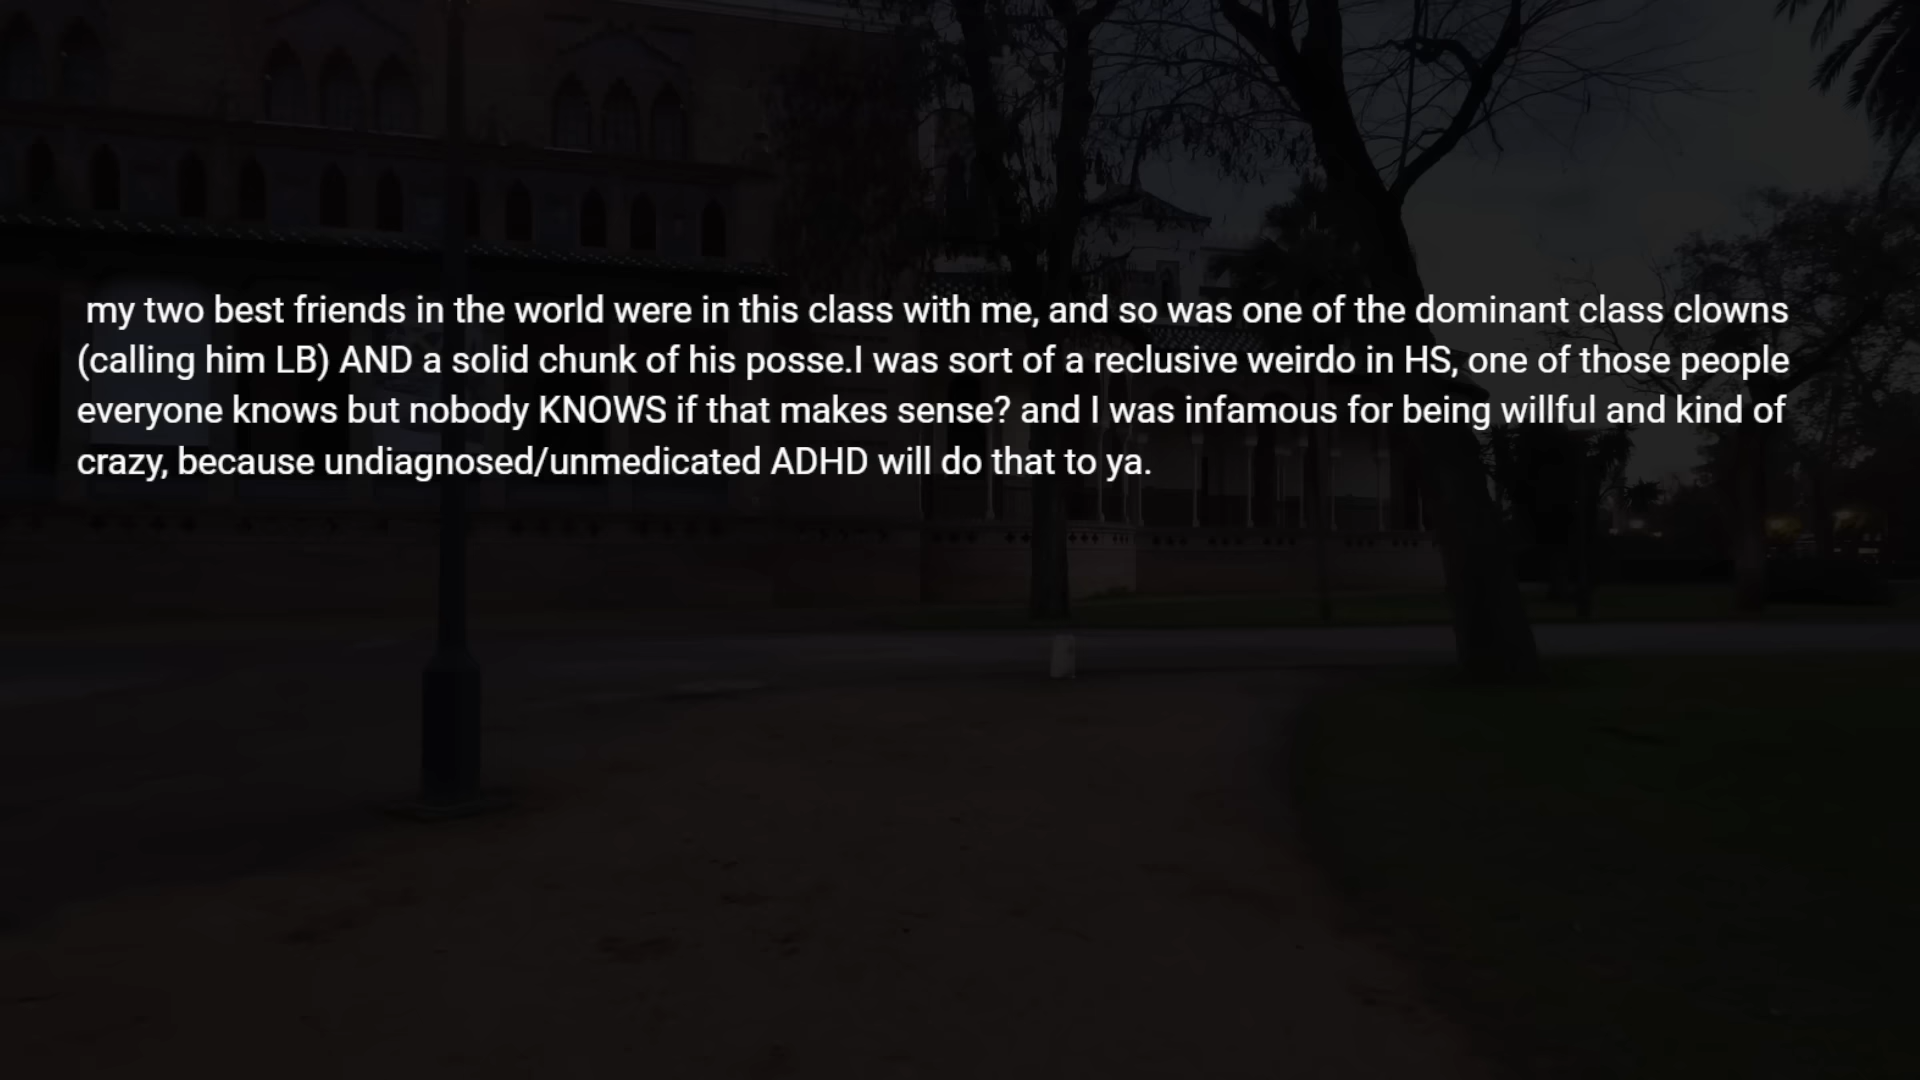 my two best friends in the world were in this class with me, and so was one of the dominant class clowns
(calling him LB) AND a solid chunk of his posse.I was sort of a reclusive weirdo in HS, one of those people
everyone knows but nobody KNOWS if that makes sense? and I was infamous for being willful and kind of
crazy, because undiagnosed/unmedicated ADHD will do that to ya.